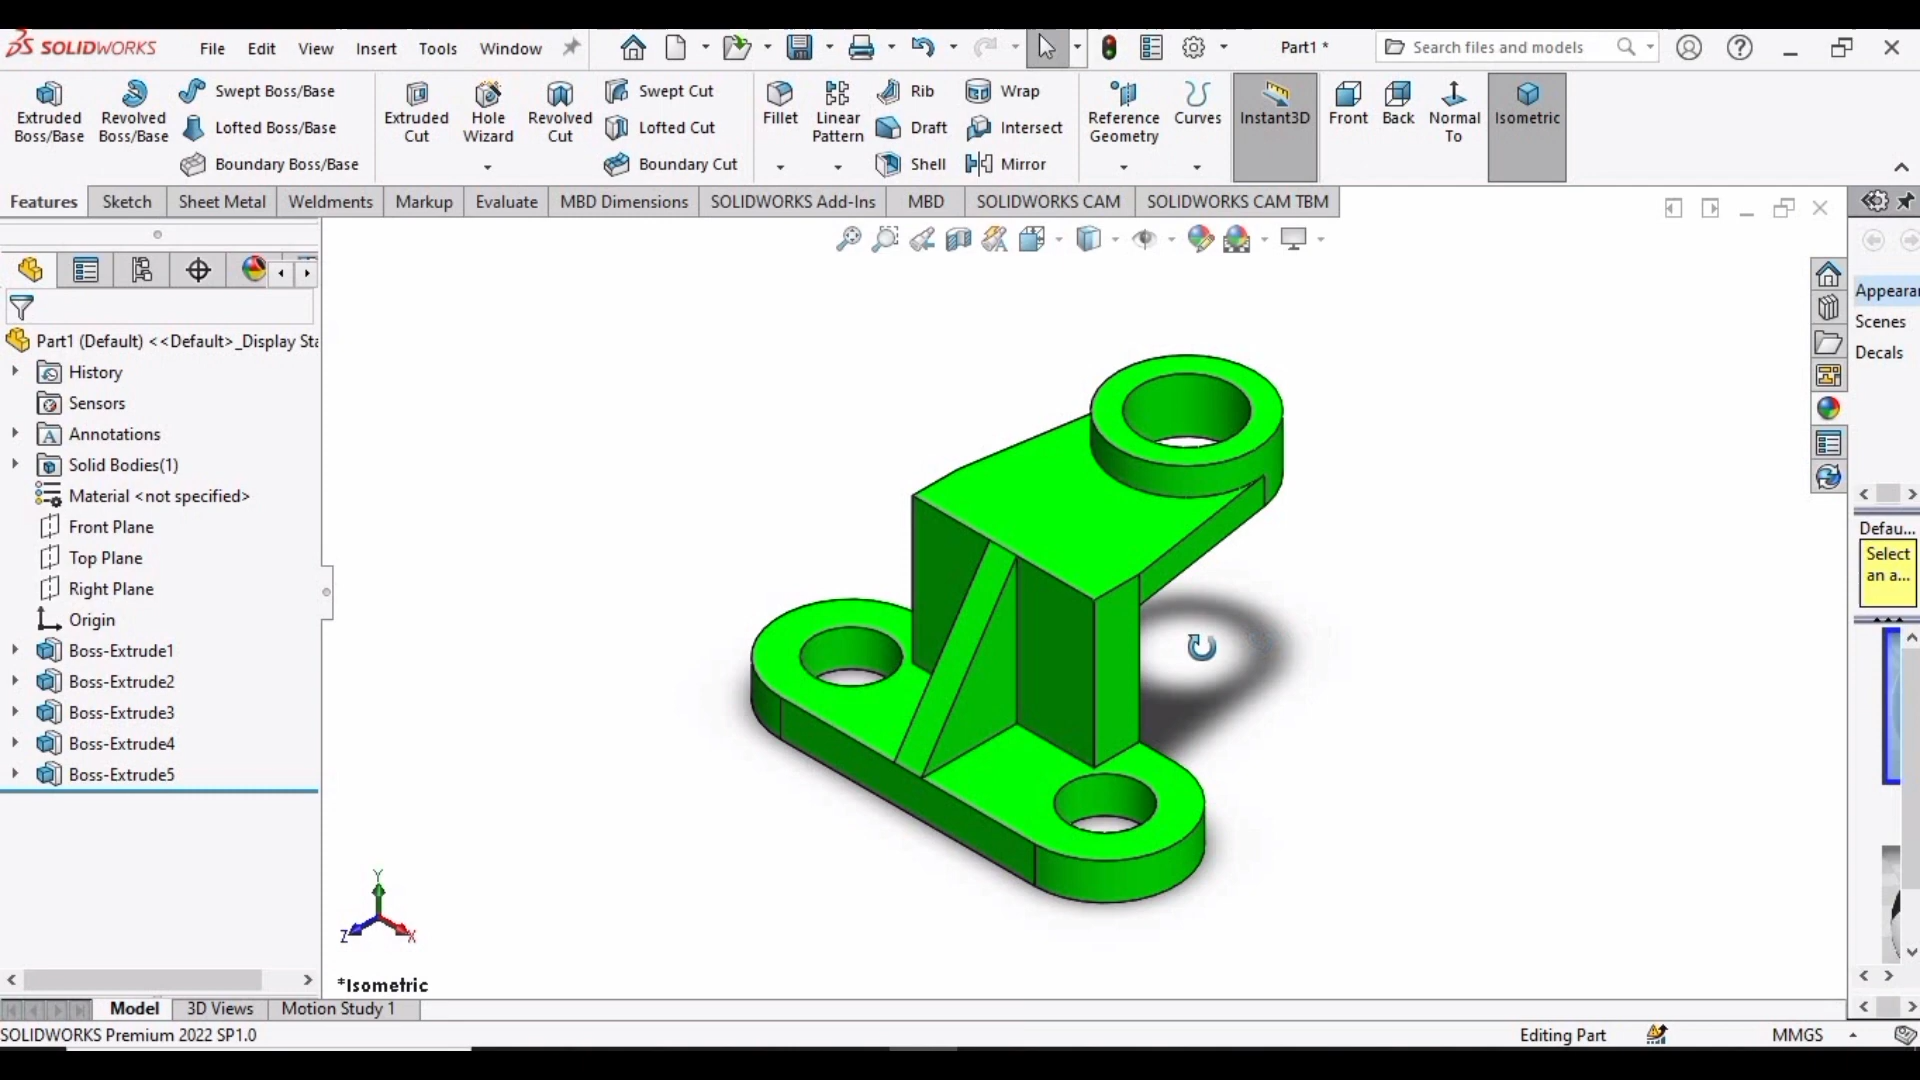 SOLIDWORKS File Edit View Insert Tools Window Part1 * Search files and models
Extruded Boss/Base
Revolved Boss/Base
Swept Boss/Base
Lofted Boss/Base
Boundary Boss/Base
Extruded Cut
Hole Wizard
Revolved Cut
Swept Cut
Lofted Cut
Boundary Cut
Fillet
Linear Pattern
Rib
Draft
Shell
Wrap
Intersect
Mirror
Reference Geometry
Curves
Instant3D
Front
Back
Normal To
Isometric
Features Sketch Sheet Metal Weldments Markup Evaluate MBD Dimensions SOLIDWORKS Add-Ins MBD SOLIDWORKS CAM SOLIDWORKS CAM TBM
Part1 (Default) <<Default>_Display Sta
History
Sensors
Annotations
Solid Bodies(1)
Material <not specified>
Front Plane
Top Plane
Right Plane
Origin
Boss-Extrude1
Boss-Extrude2
Boss-Extrude3
Boss-Extrude4
Boss-Extrude5
Y
Z
X
*Isometric
Appeara
Scenes
Decals
Defau...
Select
an a...
Model 3D Views Motion Study 1
SOLIDWORKS Premium 2022 SP1.0 Editing Part MMGS